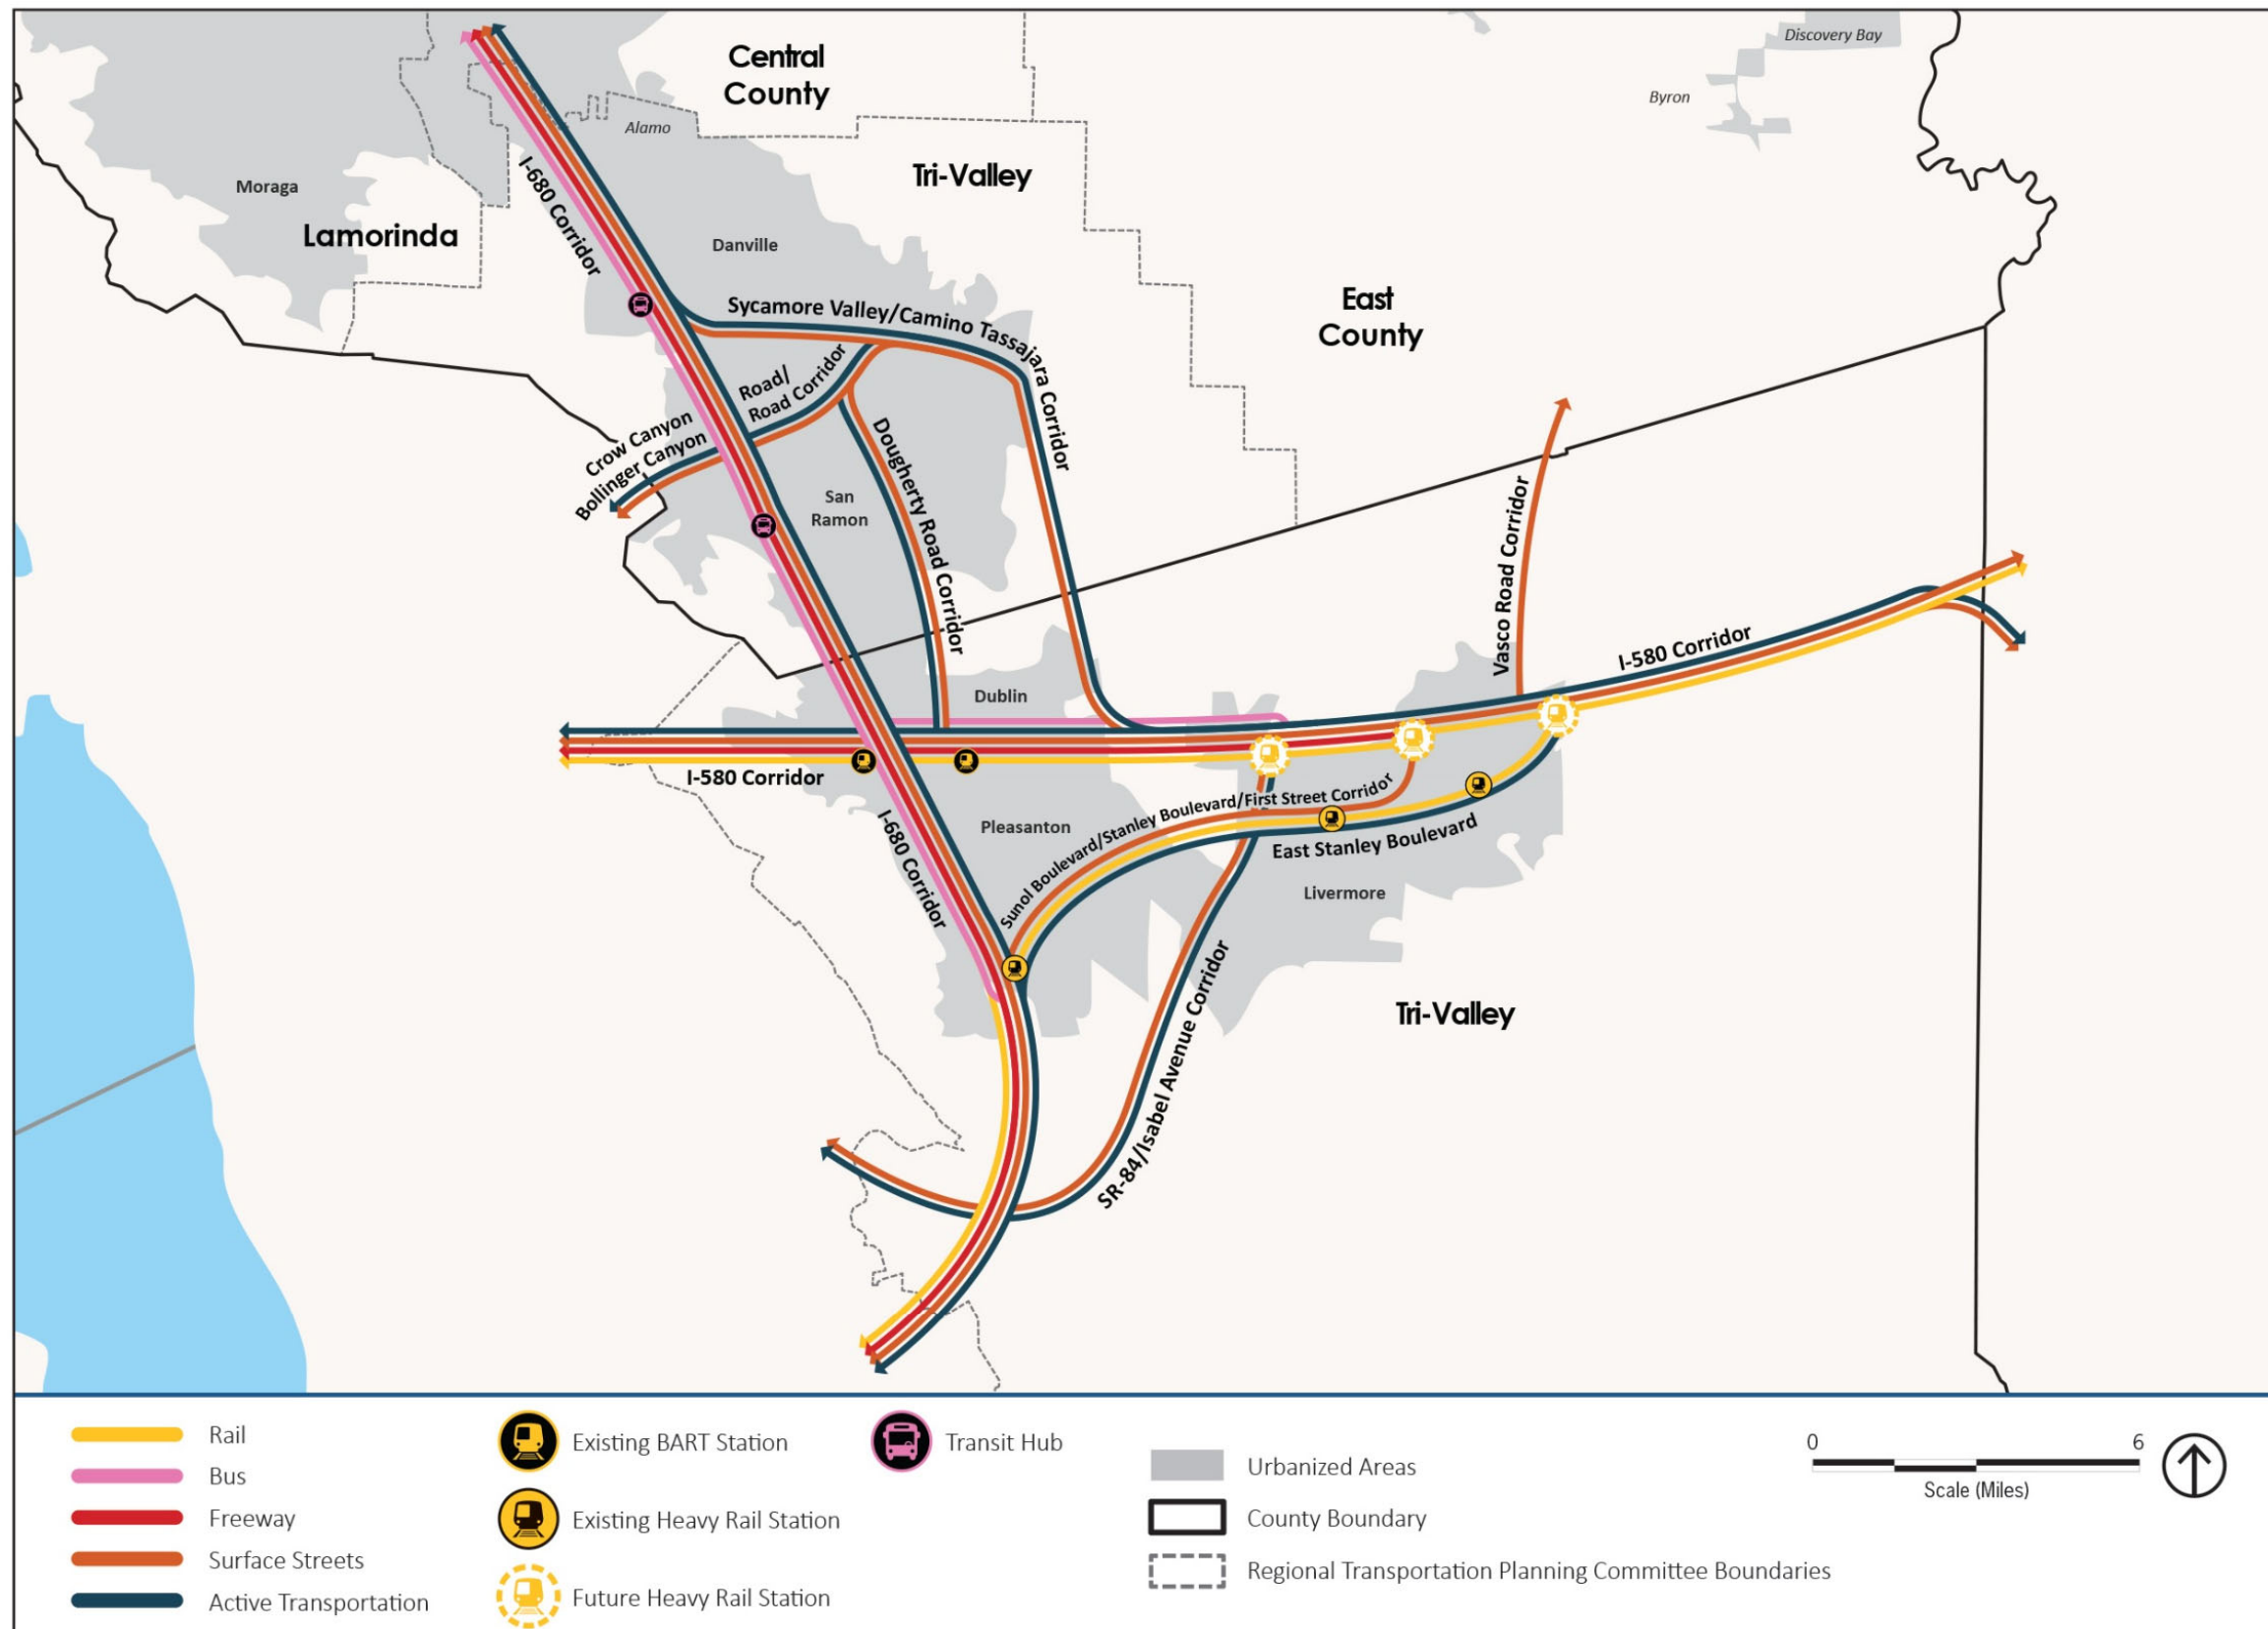 Discovery Bay
Central
County
Byron
Alamo
Tri-Valley
Moraga
I-680 Corridor
Lamorinda
Danville
East
County
Sycamore Valley/Camino Tassajara Corridor
Road/
Road Corridor
Crow Canyon
Bollinger Canyon
Dougherty Road Corridor
San
Ramon
Vasco Road Corridor
I-580 Corridor
Dublin
I-580 Corridor
Sunol Boulevard/Stanley Boulevard/First Street Corridor
Pleasanton
I-680 Corridor
East Stanley Boulevard
Livermore
Tri-Valley
SR-84/Isabel Avenue Corridor
Rail
Bus
Freeway
Surface Streets
Active Transportation
Existing BART Station
Existing Heavy Rail Station
Future Heavy Rail Station
Transit Hub
Urbanized Areas
County Boundary
Regional Transportation Planning Committee Boundaries
0 6
Scale (Miles)